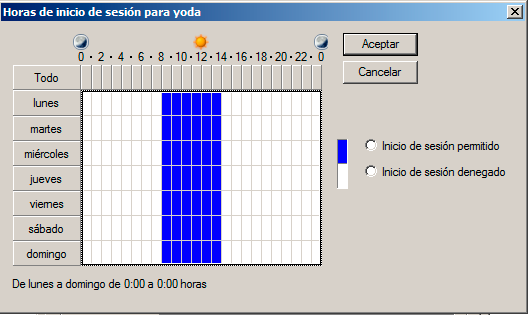 Horas de inicio de sesión para yoda
Aceptar
0 · 2 · 4 · 6 · 8 · 10 · 12 · 14 · 16 · 18 · 20 · 22 · 0
Cancelar
Todo
lunes
martes
miércoles
jueves
viernes
sábado
domingo
Inicio de sesión permitido
Inicio de sesión denegado
De lunes a domingo de 0:00 a 0:00 horas